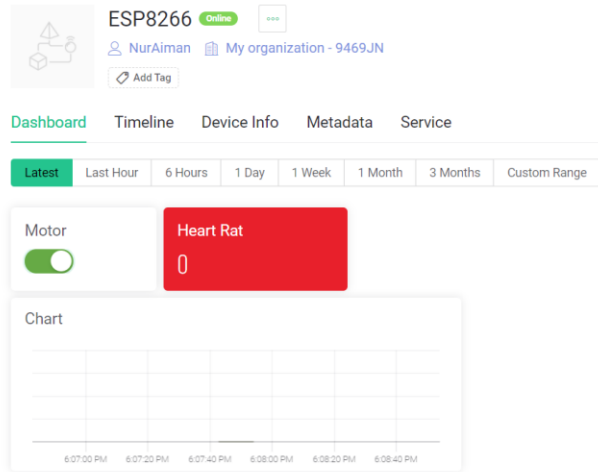 ESP8266 Online
NurAiman My organization - 9469JN
Add Tag
Dashboard Timeline Device Info Metadata Service
Latest Last Hour 6 Hours 1 Day 1 Week 1 Month 3 Months Custom Range
Motor
Heart Rat
0
Chart
6:07:00 PM 6:07:20 PM 6:07:40 PM 6:08:00 PM 6:08:20 PM 6:08:40 PM